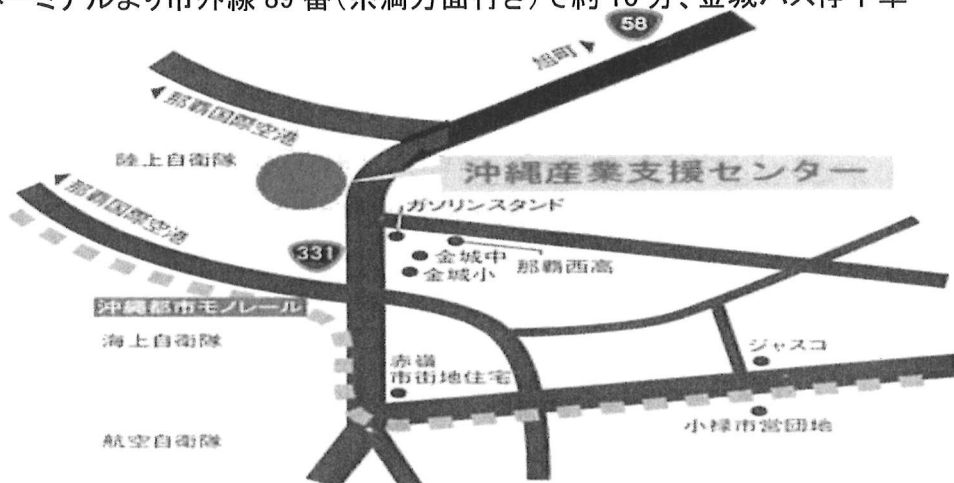 ーミナルより市外線 89 番（糸満方面行き）で約 10 分、金城バス停下車
58
旭町 ▶
◀ 那覇国際空港
陸上自衛隊
沖縄産業支援センター
◀ 那覇国際空港
ガソリンスタンド
331
金城中
金城小
那覇西高
沖縄都市モノレール
海上自衛隊
ジャスコ
赤嶺
市街地住宅
小禄市営団地
航空自衛隊